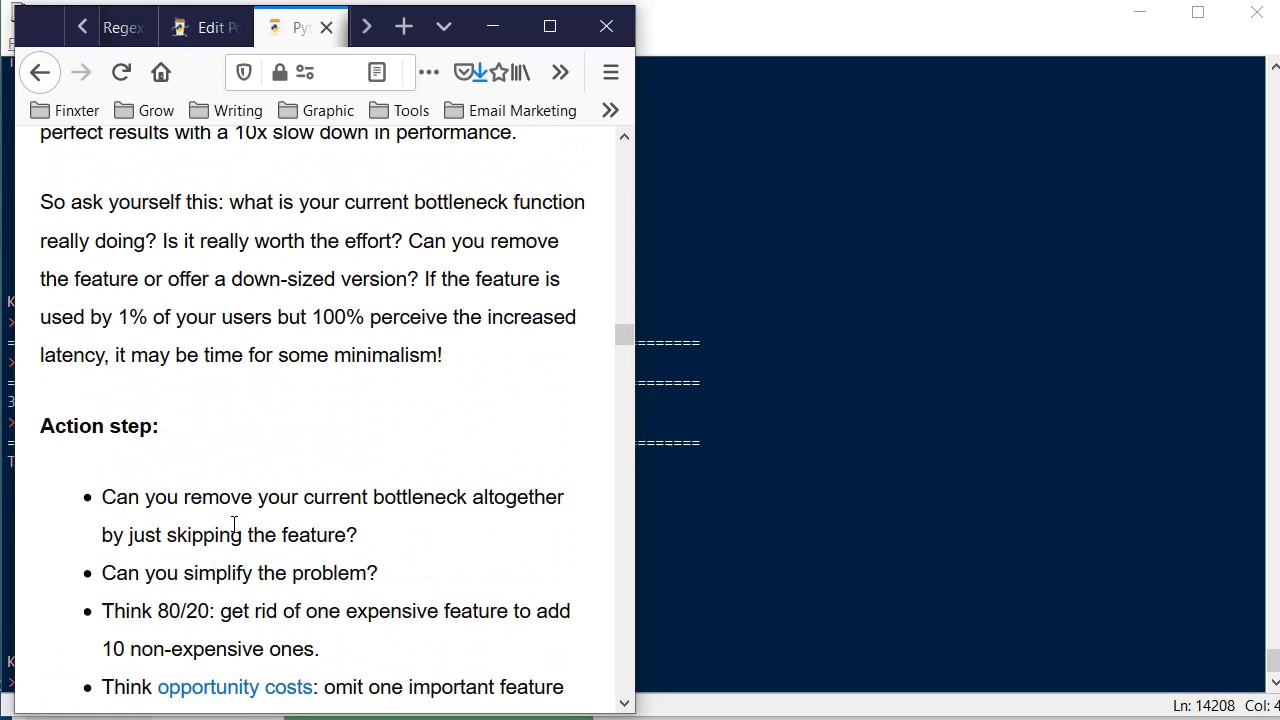 Regex
Edit Po
Pyt
Finxter
Grow
Writing
Graphic
Tools
Email Marketing
perfect results with a 10x slow down in performance.
So ask yourself this: what is your current bottleneck function
really doing? Is it really worth the effort? Can you remove
the feature or offer a down-sized version? If the feature is
used by 1% of your users but 100% perceive the increased
latency, it may be time for some minimalism!
Action step:
• Can you remove your current bottleneck altogether
by just skipping the feature?
• Can you simplify the problem?
• Think 80/20: get rid of one expensive feature to add
10 non-expensive ones.
• Think opportunity costs: omit one important feature
Ln: 14208 Col: 4